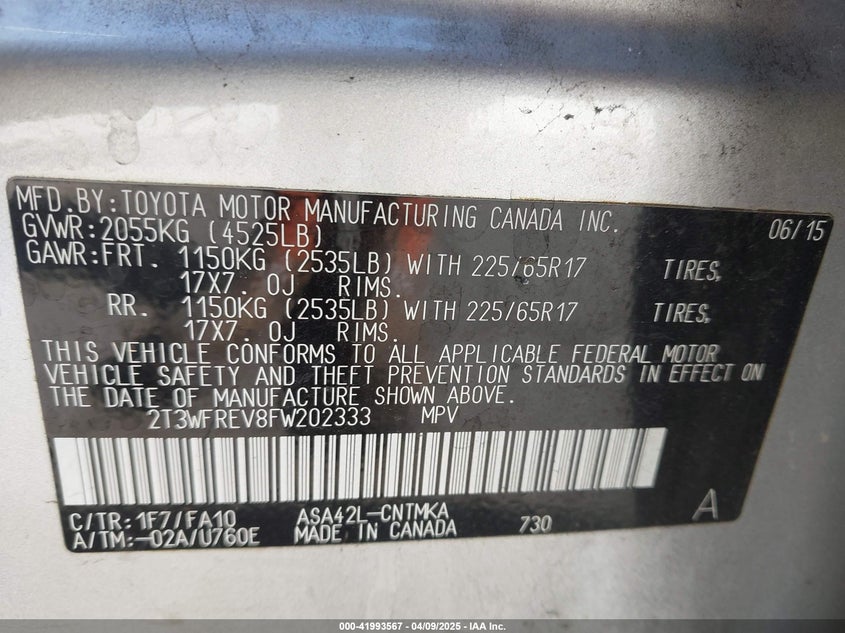 MFD.BY:TOYOTA MOTOR MANUFACTURING CANADA INC. 06/15
GVWR:2055KG (4525LB)
GAWR:FRT. 1150KG (2535LB) WITH 225/65R17 TIRES,
17X7.0J RIMS.
RR. 1150KG (2535LB) WITH 225/65R17 TIRES,
17X7.0J RIMS.
THIS VEHICLE CONFORMS TO ALL APPLICABLE FEDERAL MOTOR
VEHICLE SAFETY AND THEFT PREVENTION STANDARDS IN EFFECT ON
THE DATE OF MANUFACTURE SHOWN ABOVE.
2T3WFREV8FW202333 MPV
C/TR:1F7/FA10 ASA42L-CNTMKA 730 A
A/TM:-02A/U760E MADE IN CANADA
000-41993567 - 04/09/2025 - IAA Inc.